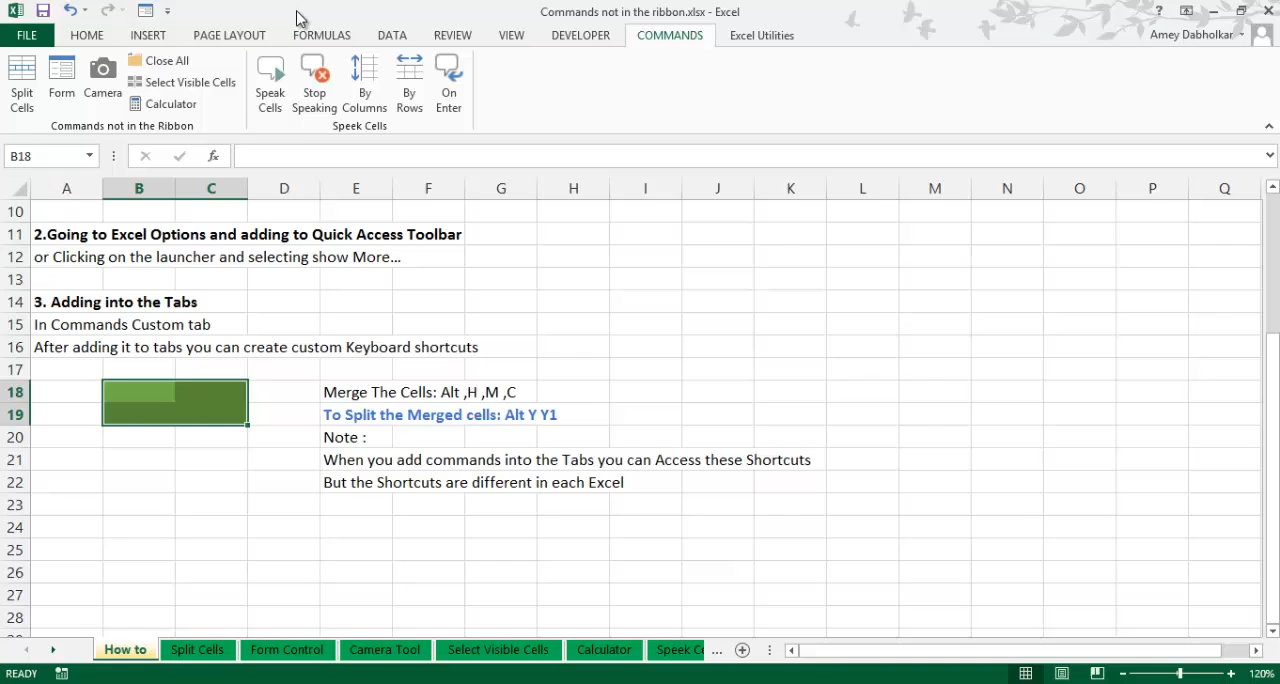 Commands not in the ribbon.xlsx - Excel
?
FILE HOME INSERT PAGE LAYOUT FORMULAS DATA REVIEW VIEW DEVELOPER COMMANDS Excel Utilities Amey Dabholkar
Split Cells
Form
Camera
Close All
Select Visible Cells
Calculator
Speak Cells
Stop Speaking
By Columns
By Rows
On Enter
Commands not in the Ribbon
Speek Cells
B18 fx
A B C D E F G H I J K L M N O P Q
10
11 2.Going to Excel Options and adding to Quick Access Toolbar
12 or Clicking on the launcher and selecting show More...
13
14 3. Adding into the Tabs
15 In Commands Custom tab
16 After adding it to tabs you can create custom Keyboard shortcuts
17
18 Merge The Cells: Alt ,H ,M ,C
19 To Split the Merged cells: Alt Y Y1
20 Note :
21 When you add commands into the Tabs you can Access these Shortcuts
22 But the Shortcuts are different in each Excel
23
24
25
26
27
28
How to Split Cells Form Control Camera Tool Select Visible Cells Calculator Speek Ce ...
READY 120%